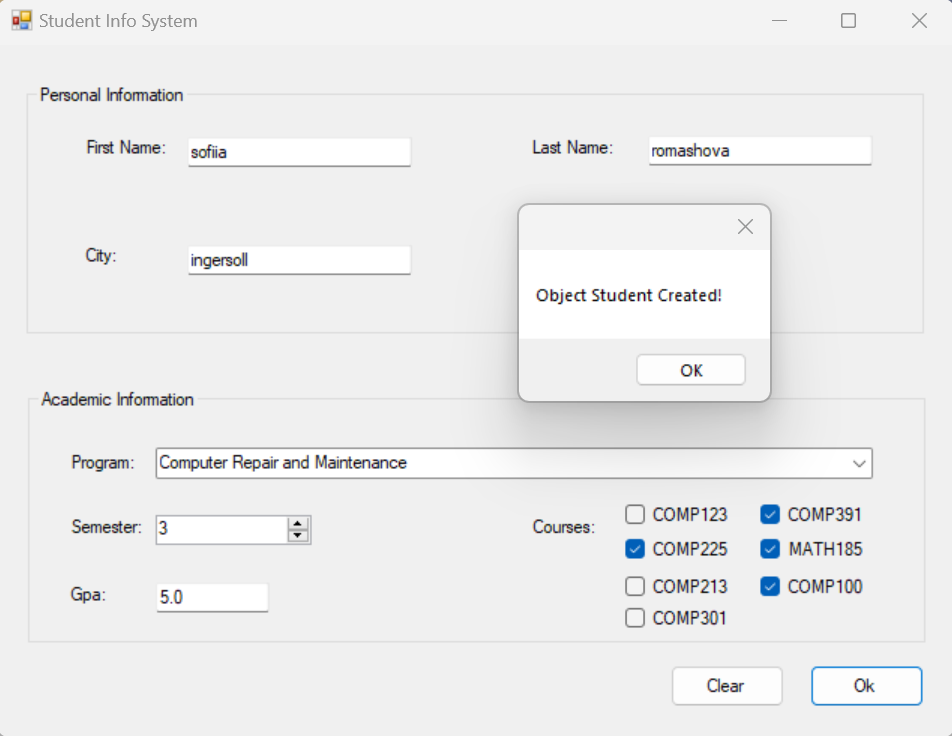 Student Info System
Personal Information
First Name: sofiia
Last Name: romashova
City: ingersoll
Object Student Created!
OK
Academic Information
Program: Computer Repair and Maintenance
Semester: 3
Courses:
COMP123 COMP391
COMP225 MATH185
COMP213 COMP100
COMP301
Gpa: 5.0
Clear Ok